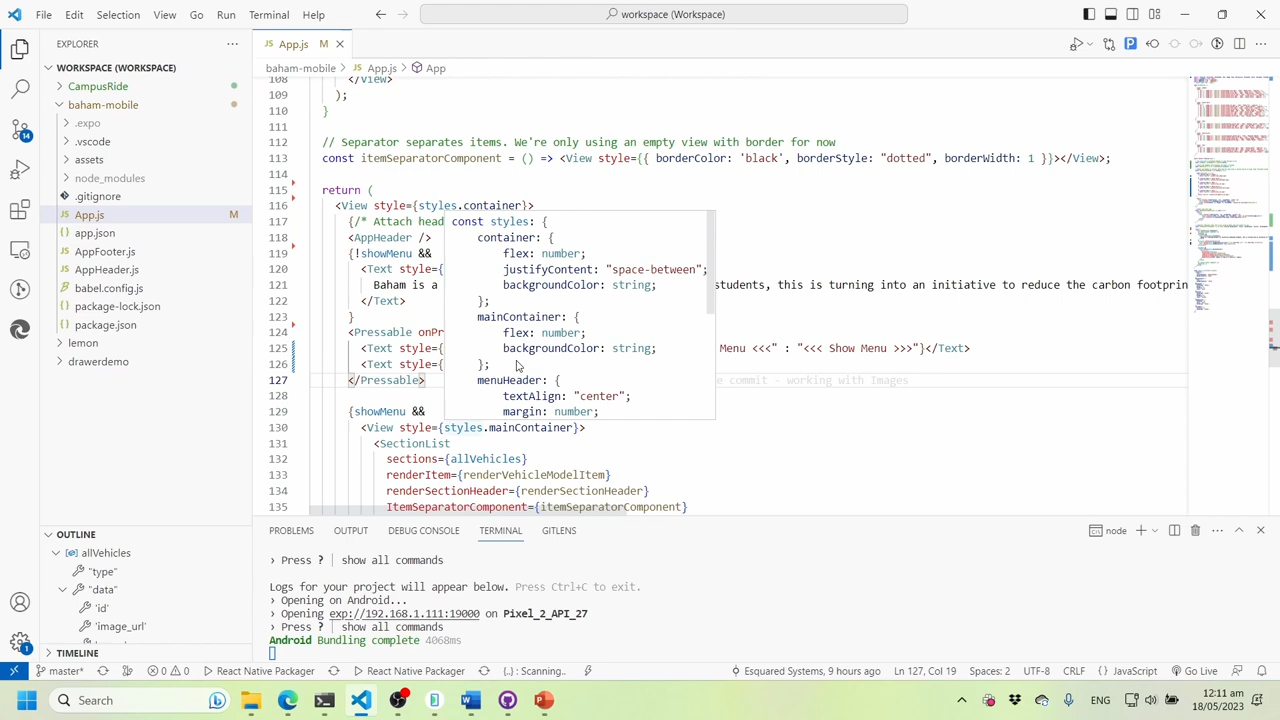 File Edit Selection View Go Run Terminal Help
workspace (Workspace)
EXPLORER
App.js M
WORKSPACE (WORKSPACE)
CampusRide
baham-mobile
.expo
.vscode
assets
node_modules
.gitignore
App.js M
app.json
AppFooter.js
AppHeader.js
babel.config.js
package-lock.json
package.json
lemon
drawerdemo
baham-mobile > App.js > App
108 </View>
109 );
110 }
111
112 // Separator separates items. using an empty View with border below
113 const itemSeparatorComponent <View style={{ borderColor: 'black', borderStyle: "dotted", borderWidth: 1 }}></View>
114
115 return (
116 <View style={styles.conta
117 const
118 <AppHeader container: {
119 {showMenu && flex: number;
120 <Text style={ justifyContent: "space-between";
121 Baham is backgroundColor: string; study, this is turning into an initiative to reduce the carbon footprin
122 </Text> };
123 mainContainer: {
124 <Pressable onPr flex: number;
125 <Text style={ backgroundColor: string; Menu <<<" : "<<< Show Menu >>>"}</Text>
126 <Text style={ };
127 </Pressable> menuHeader: { e commit - working with Images
128 textAlign: "center";
129 {showMenu && margin: number;
130 <View style={styles.mainContainer}>
131 <SectionList
132 sections={allVehicles}
133 renderItem={renderVehicleModelItem}
134 renderSectionHeader={renderSectionHeader}
135 ItemSeparatorComponent={itemSeparatorComponent}
OUTLINE
allVehicles
"type"
"data"
'id'
'image_url'
TIMELINE
PROBLEMS OUTPUT DEBUG CONSOLE TERMINAL GITLENS
node
› Press ? │ show all commands
Logs for your project will appear below. Press Ctrl+C to exit.
› Opening on Android...
› Opening exp://192.168.1.111:19000 on Pixel_2_API_27
› Press ? │ show all commands
Android Bundling complete 4068ms
master* 0 0 React Native Packager React Native Packager {..} : Scanning.. Esquared Systems, 9 hours ago Ln 127, Col 19 Spaces: 2 UTF-8 CRLF JavaScript Go Live
14
1
Search
ENG
12:11 am
18/05/2023